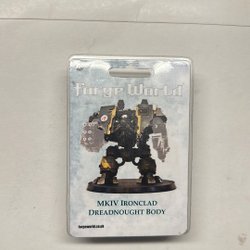 Forge World
MKIV Ironclad
Dreadnought Body
forgeworld.co.uk